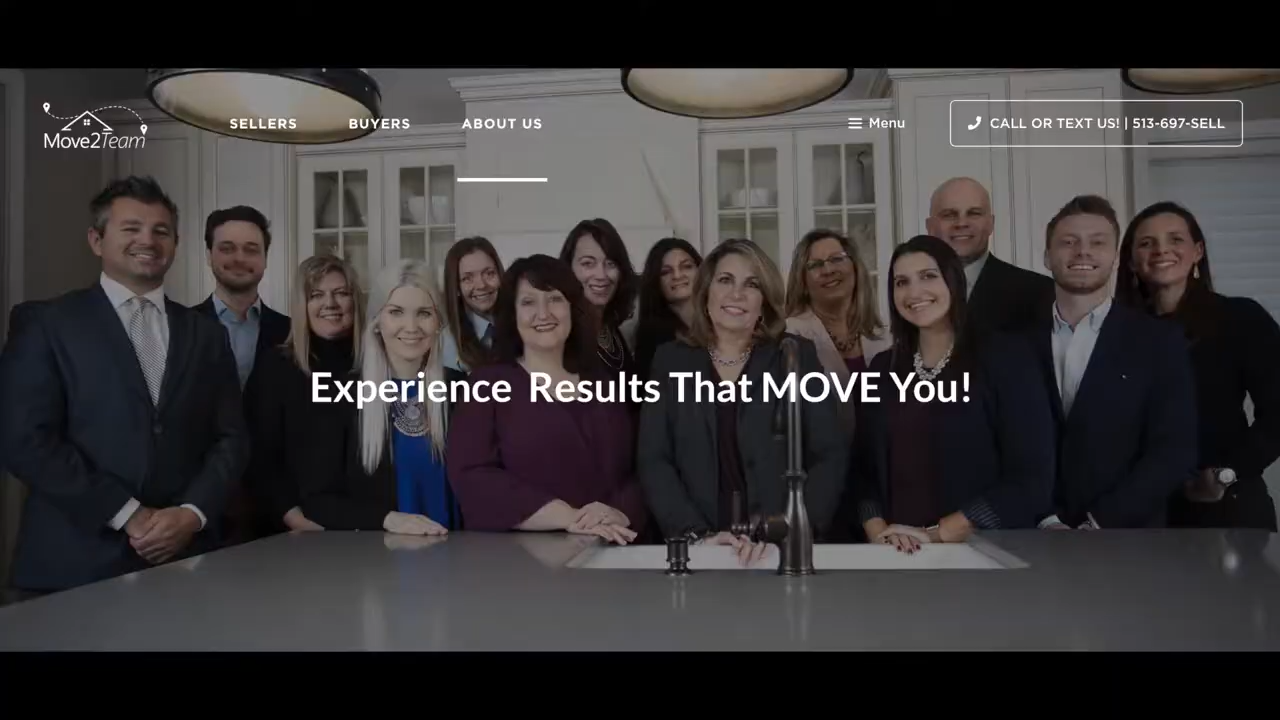 Move2Team
SELLERS
BUYERS
ABOUT US
Menu
CALL OR TEXT US! | 513-697-SELL
Experience Results That MOVE You!